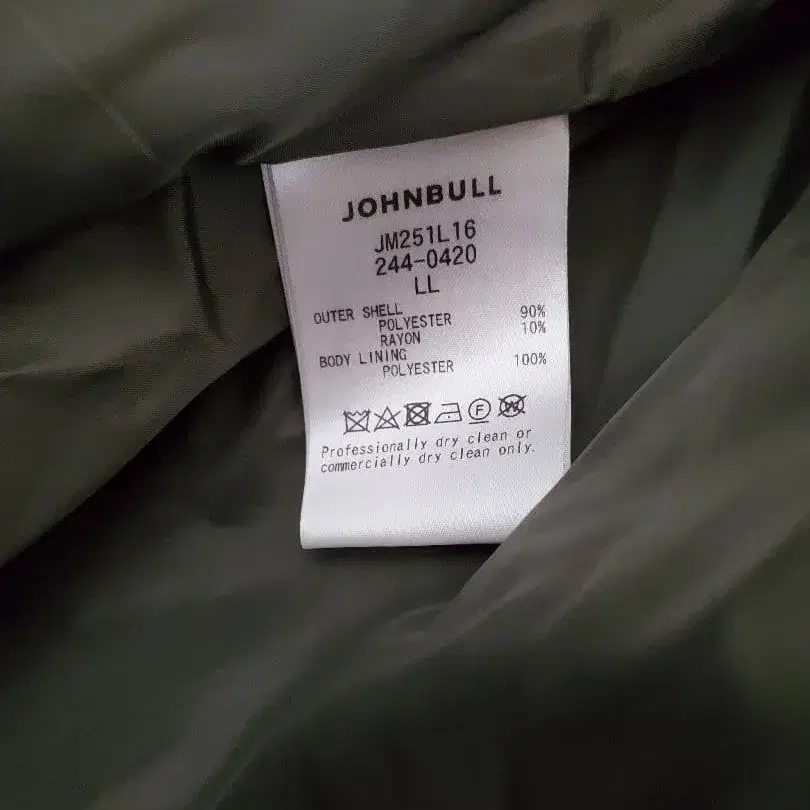 JOHNBULL
JM251L16
244-0420
LL
OUTER SHELL
POLYESTER 90%
RAYON 10%
BODY LINING
POLYESTER 100%
F W
Professionally dry clean or
commercially dry clean only.